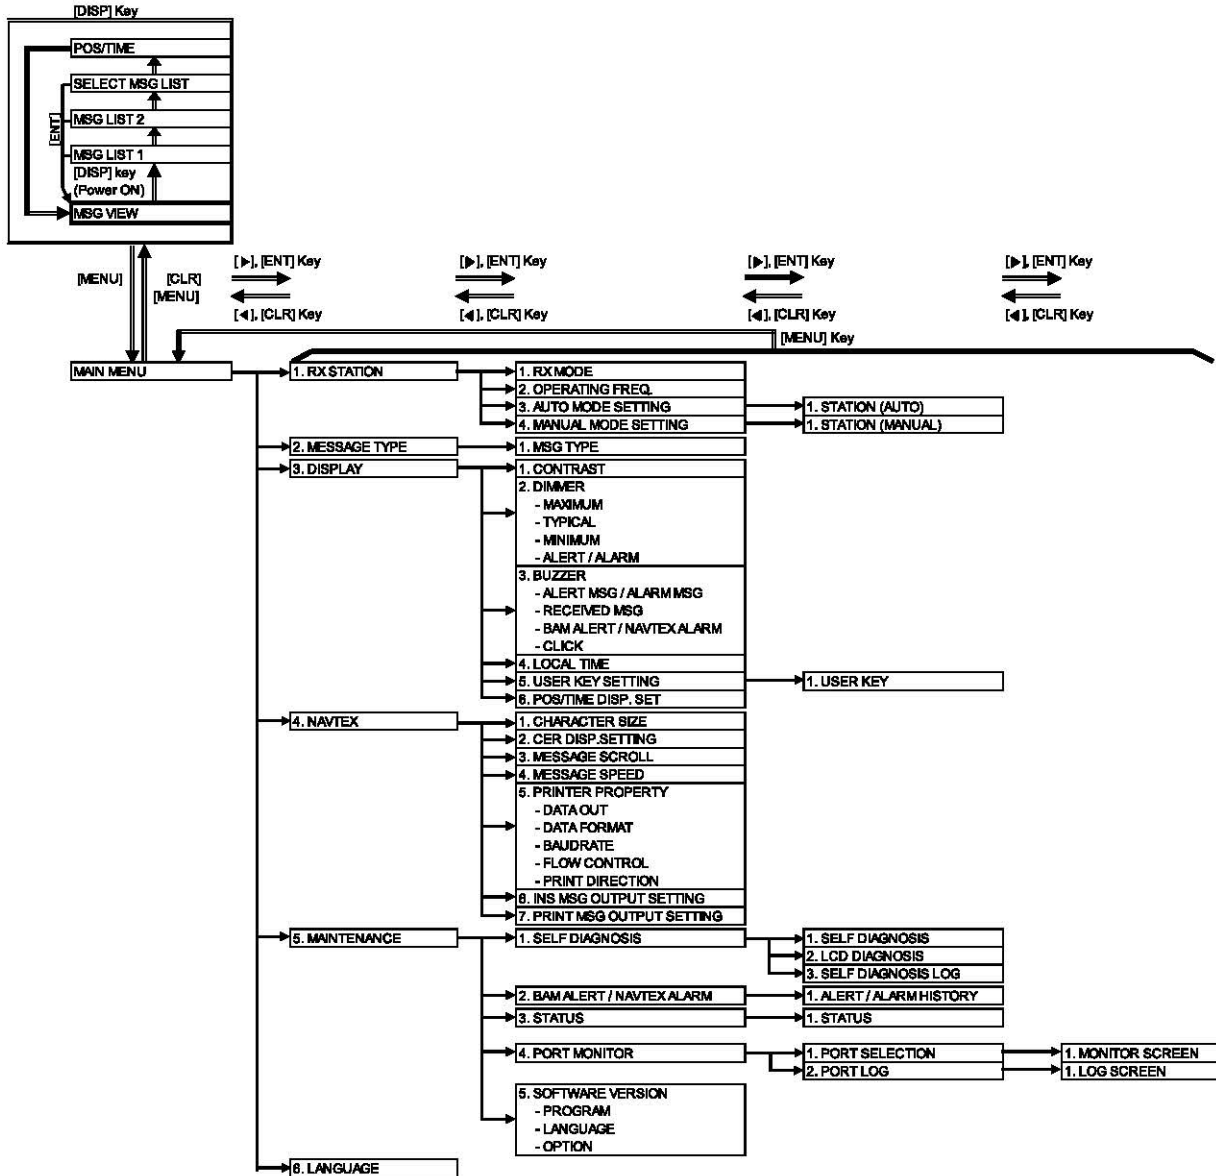 [DISP] Key
POS/TIME
SELECT MSG LIST
MSG LIST 2
[ENT]
MSG LIST 1
[DISP] key
(Power ON)
MSG VIEW
[MENU]
[CLR]
[MENU]
[▶], [ENT] Key
[◀], [CLR] Key
[▶], [ENT] Key
[◀], [CLR] Key
[▶], [ENT] Key
[◀], [CLR] Key
[▶], [ENT] Key
[◀], [CLR] Key
[MENU] Key
MAIN MENU
1. RX STATION
1. RX MODE
2. OPERATING FREQ.
3. AUTO MODE SETTING
1. STATION (AUTO)
4. MANUAL MODE SETTING
1. STATION (MANUAL)
2. MESSAGE TYPE
1. MSG TYPE
3. DISPLAY
1. CONTRAST
2. DIMMER
- MAXIMUM
- TYPICAL
- MINIMUM
- ALERT / ALARM
3. BUZZER
- ALERT MSG / ALARM MSG
- RECEIVED MSG
- BAM ALERT / NAVTEX ALARM
- CLICK
4. LOCAL TIME
5. USER KEY SETTING
1. USER KEY
6. POS/TIME DISP. SET
4. NAVTEX
1. CHARACTER SIZE
2. CER DISP.SETTING
3. MESSAGE SCROLL
4. MESSAGE SPEED
5. PRINTER PROPERTY
- DATA OUT
- DATA FORMAT
- BAUDRATE
- FLOW CONTROL
- PRINT DIRECTION
6. INS MSG OUTPUT SETTING
7. PRINT MSG OUTPUT SETTING
5. MAINTENANCE
1. SELF DIAGNOSIS
1. SELF DIAGNOSIS
2. LCD DIAGNOSIS
3. SELF DIAGNOSIS LOG
2. BAM ALERT / NAVTEX ALARM
1. ALERT / ALARM HISTORY
3. STATUS
1. STATUS
4. PORT MONITOR
1. PORT SELECTION
1. MONITOR SCREEN
2. PORT LOG
1. LOG SCREEN
5. SOFTWARE VERSION
- PROGRAM
- LANGUAGE
- OPTION
6. LANGUAGE